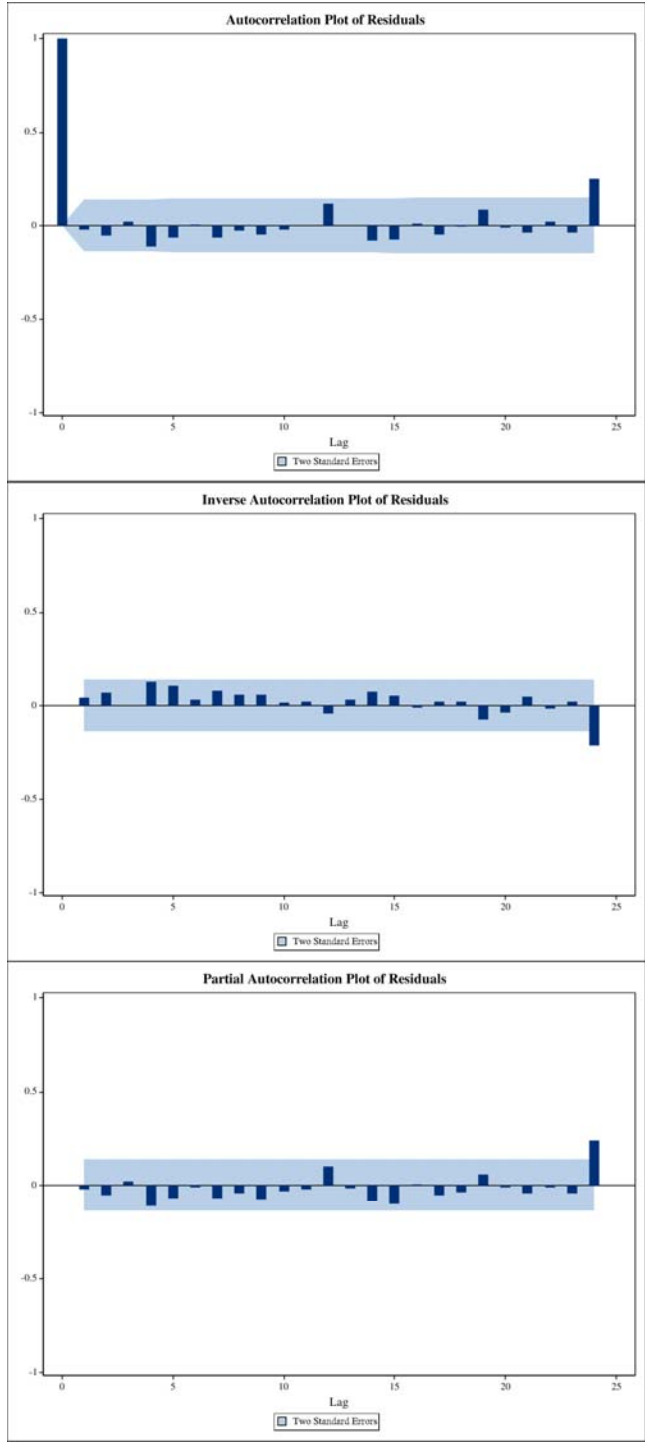 Autocorrelation Plot of Residuals
1
0.5
0
-0.5
-1
0 5 10 15 20 25
Lag
Two Standard Errors
Inverse Autocorrelation Plot of Residuals
1
0.5
0
-0.5
-1
0 5 10 15 20 25
Lag
Two Standard Errors
Partial Autocorrelation Plot of Residuals
1
0.5
0
-0.5
-1
0 5 10 15 20 25
Lag
Two Standard Errors